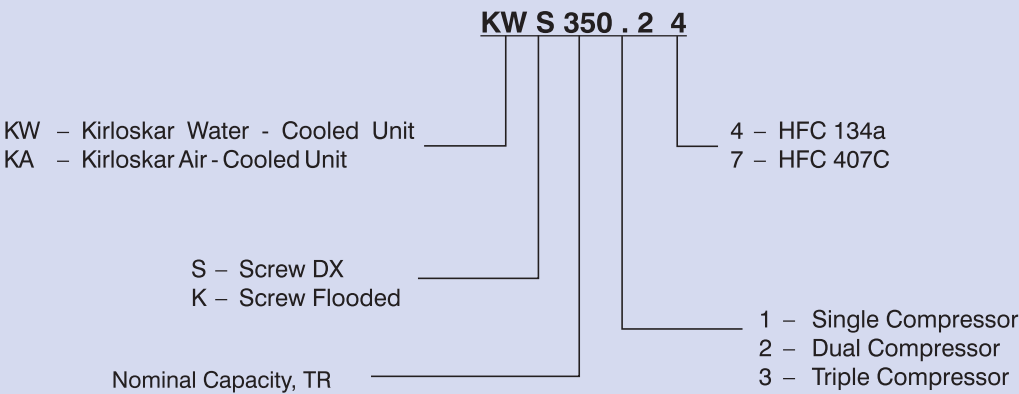 KW S 350 . 2 4
KW – Kirloskar Water - Cooled Unit
KA – Kirloskar Air - Cooled Unit
4 – HFC 134a
7 – HFC 407C
S – Screw DX
K – Screw Flooded
1 – Single Compressor
2 – Dual Compressor
3 – Triple Compressor
Nominal Capacity, TR